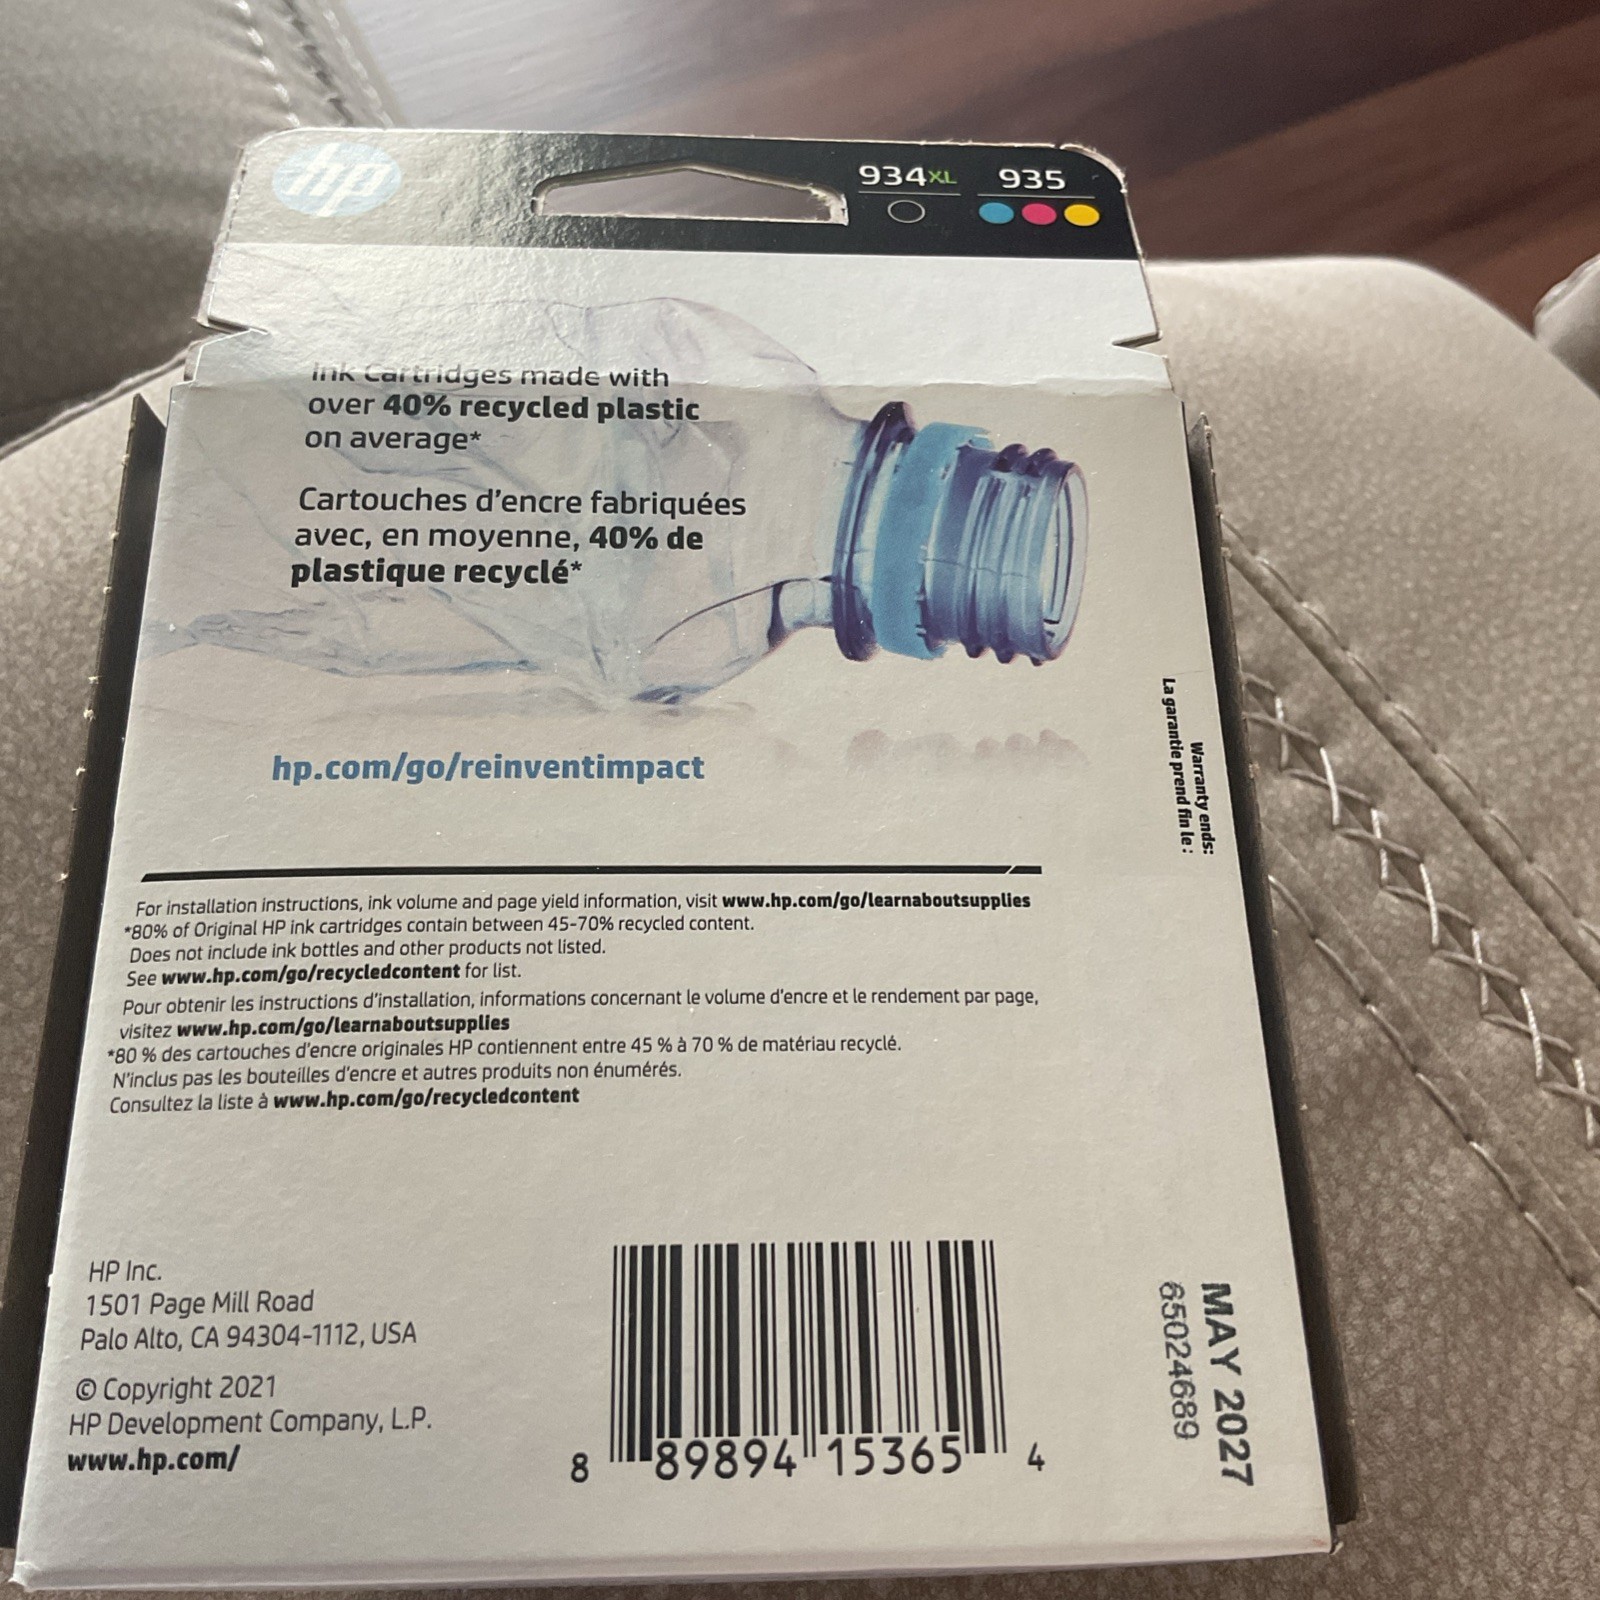 hp
934XL 935
Ink Cartridges made with
over 40% recycled plastic
on average*
Cartouches d'encre fabriquées
avec, en moyenne, 40% de
plastique recyclé*
hp.com/go/reinventimpact
Warranty ends:
La garantie prend fin le :
For installation instructions, ink volume and page yield information, visit www.hp.com/go/learnaboutsupplies
*80% of Original HP ink cartridges contain between 45-70% recycled content.
Does not include ink bottles and other products not listed.
See www.hp.com/go/recycledcontent for list.
Pour obtenir les instructions d'installation, informations concernant le volume d'encre et le rendement par page,
visitez www.hp.com/go/learnaboutsupplies
*80 % des cartouches d'encre originales HP contiennent entre 45 % à 70 % de matériau recyclé.
N'inclus pas les bouteilles d'encre et autres produits non énumérés.
Consultez la liste à www.hp.com/go/recycledcontent
HP Inc.
1501 Page Mill Road
Palo Alto, CA 94304-1112, USA
© Copyright 2021
HP Development Company, L.P.
www.hp.com/
8 89894 15365 4
MAY 2027
65024689